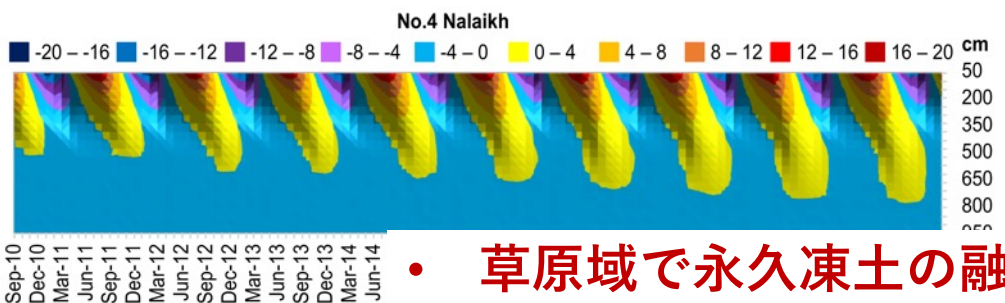 No.4 Nalaikh
-20 – -16 -16 – -12 -12 – -8 -8 – -4 -4 – 0 0 – 4 4 – 8 8 – 12 12 – 16 16 – 20 cm
50
200
350
500
650
800
Sep-10 Dec-10 Mar-11 Jun-11 Sep-11 Dec-11 Mar-12 Jun-12 Sep-12 Dec-12 Mar-13 Jun-13 Sep-13 Dec-13 Mar-14 Jun-14
• 草原域で永久凍土の融